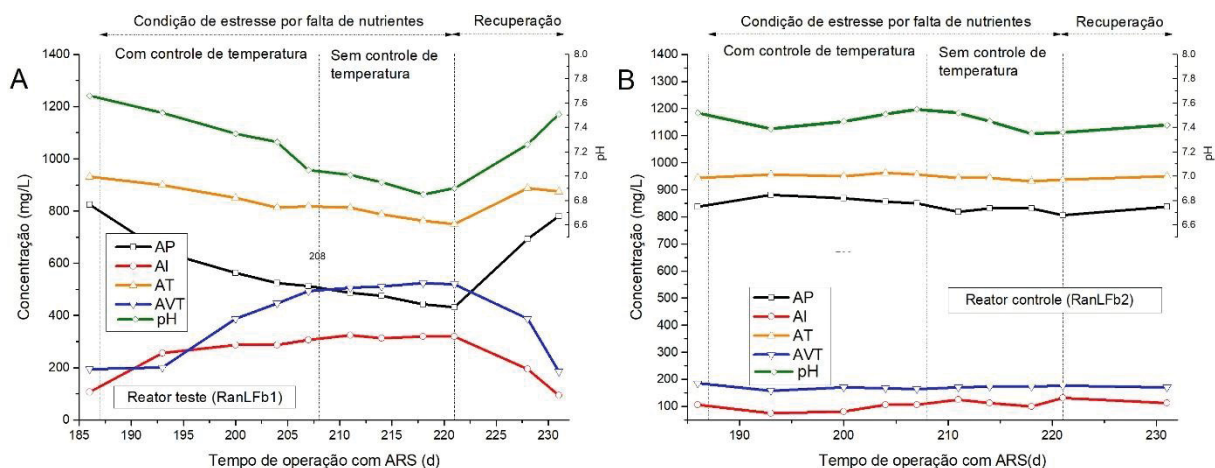 Condição de estresse por falta de nutrientes
Recuperação
Com controle de temperatura
Sem controle de
temperatura
A
1400
1200
1000
800
600
400
200
0
Concentração (mg/L)
8.0
7.8
7.6
7.4
7.2
7.0
6.8
6.6
pH
AP
AI
AT
AVT
pH
208
Reator teste (RanLFb1)
185
190
195
200
205
210
215
220
225
230
Tempo de operação com ARS (d)
Condição de estresse por falta de nutrientes
Recuperação
Com controle de temperatura
Sem controle de
temperatura
B
1400
1300
1200
1100
1000
900
800
700
600
500
400
300
200
100
Concentração (mg/L)
8.0
7.8
7.6
7.4
7.2
7.0
6.8
6.6
pH
AP
AI
AT
AVT
pH
Reator controle (RanLFb2)
190
200
210
220
230
Tempo de operação com ARS(d)